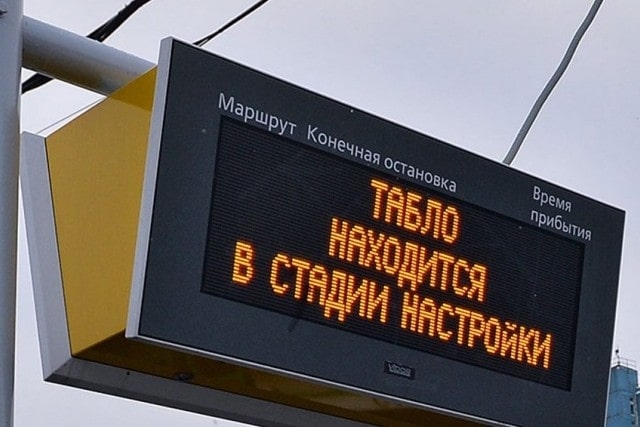 Маршрут Конечная остановка Время прибытия
ТАБЛО
НАХОДИТСЯ
В СТАДИИ НАСТРОЙКИ